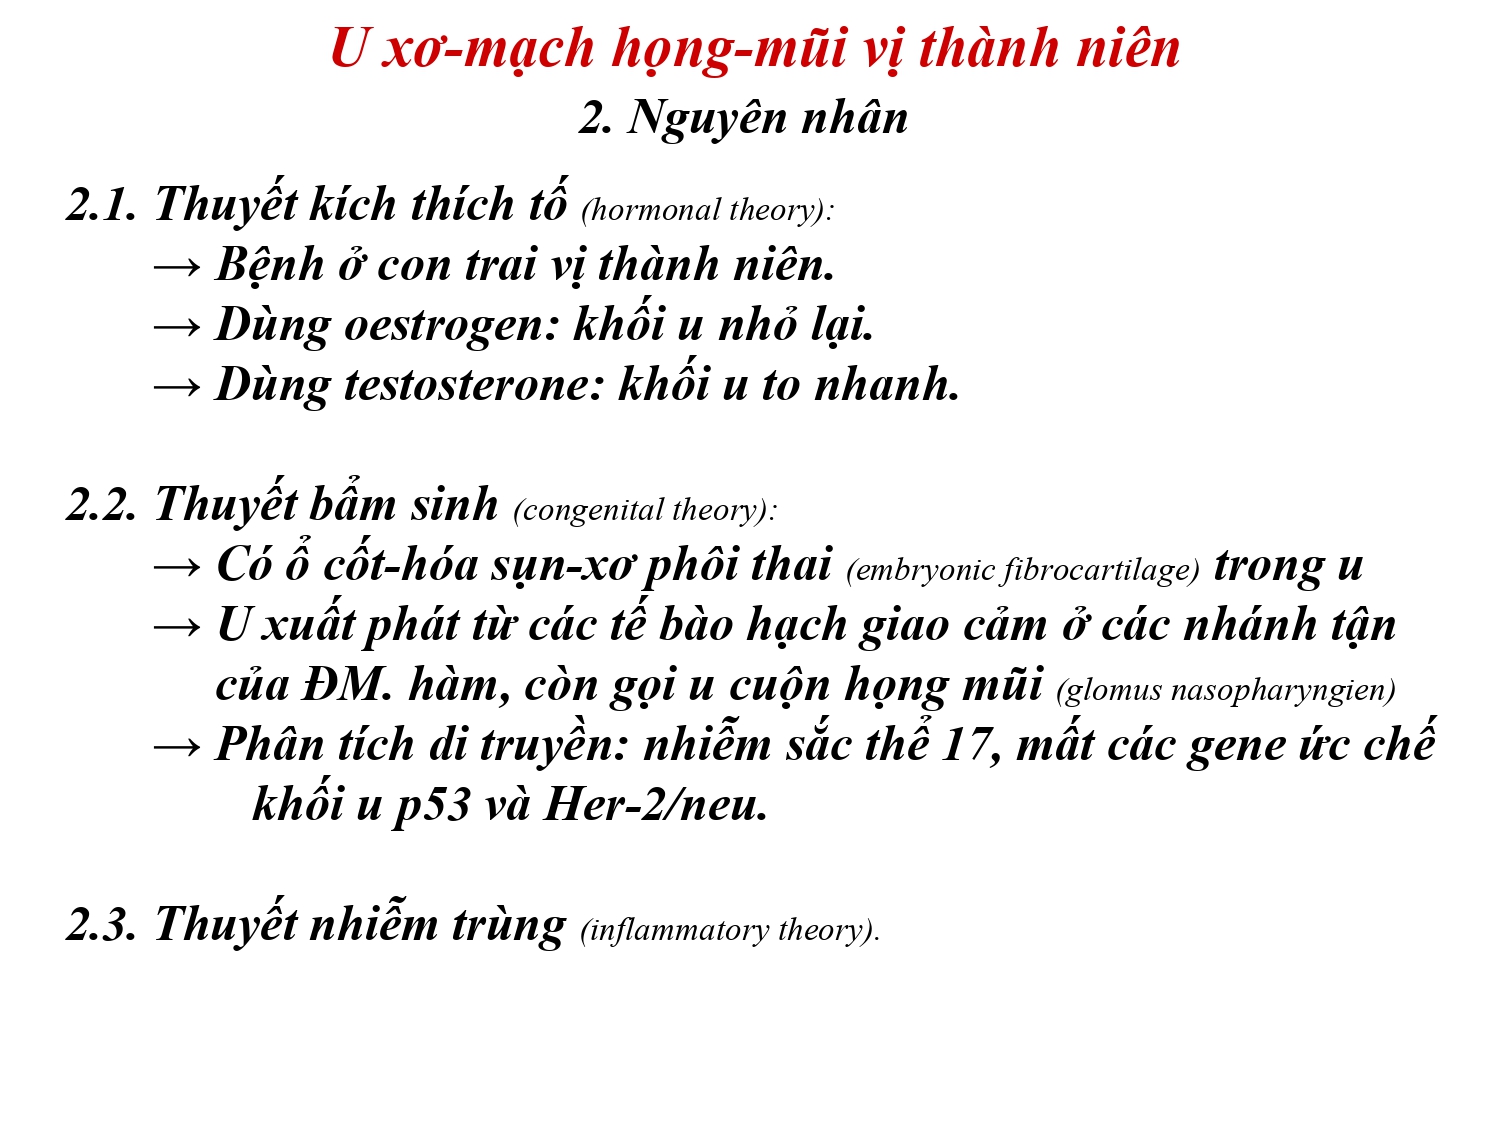 U xơ-mạch họng-mũi vị thành niên
2. Nguyên nhân
2.1. Thuyết kích thích tố (hormonal theory):
→ Bệnh ở con trai vị thành niên.
→ Dùng oestrogen: khối u nhỏ lại.
→ Dùng testosterone: khối u to nhanh.
2.2. Thuyết bẩm sinh (congenital theory):
→ Có ổ cốt-hóa sụn-xơ phôi thai (embryonic fibrocartilage) trong u
→ U xuất phát từ các tế bào hạch giao cảm ở các nhánh tận
của ĐM. hàm, còn gọi u cuộn họng mũi (glomus nasopharyngien)
→ Phân tích di truyền: nhiễm sắc thể 17, mất các gene ức chế
khối u p53 và Her-2/neu.
2.3. Thuyết nhiễm trùng (inflammatory theory).